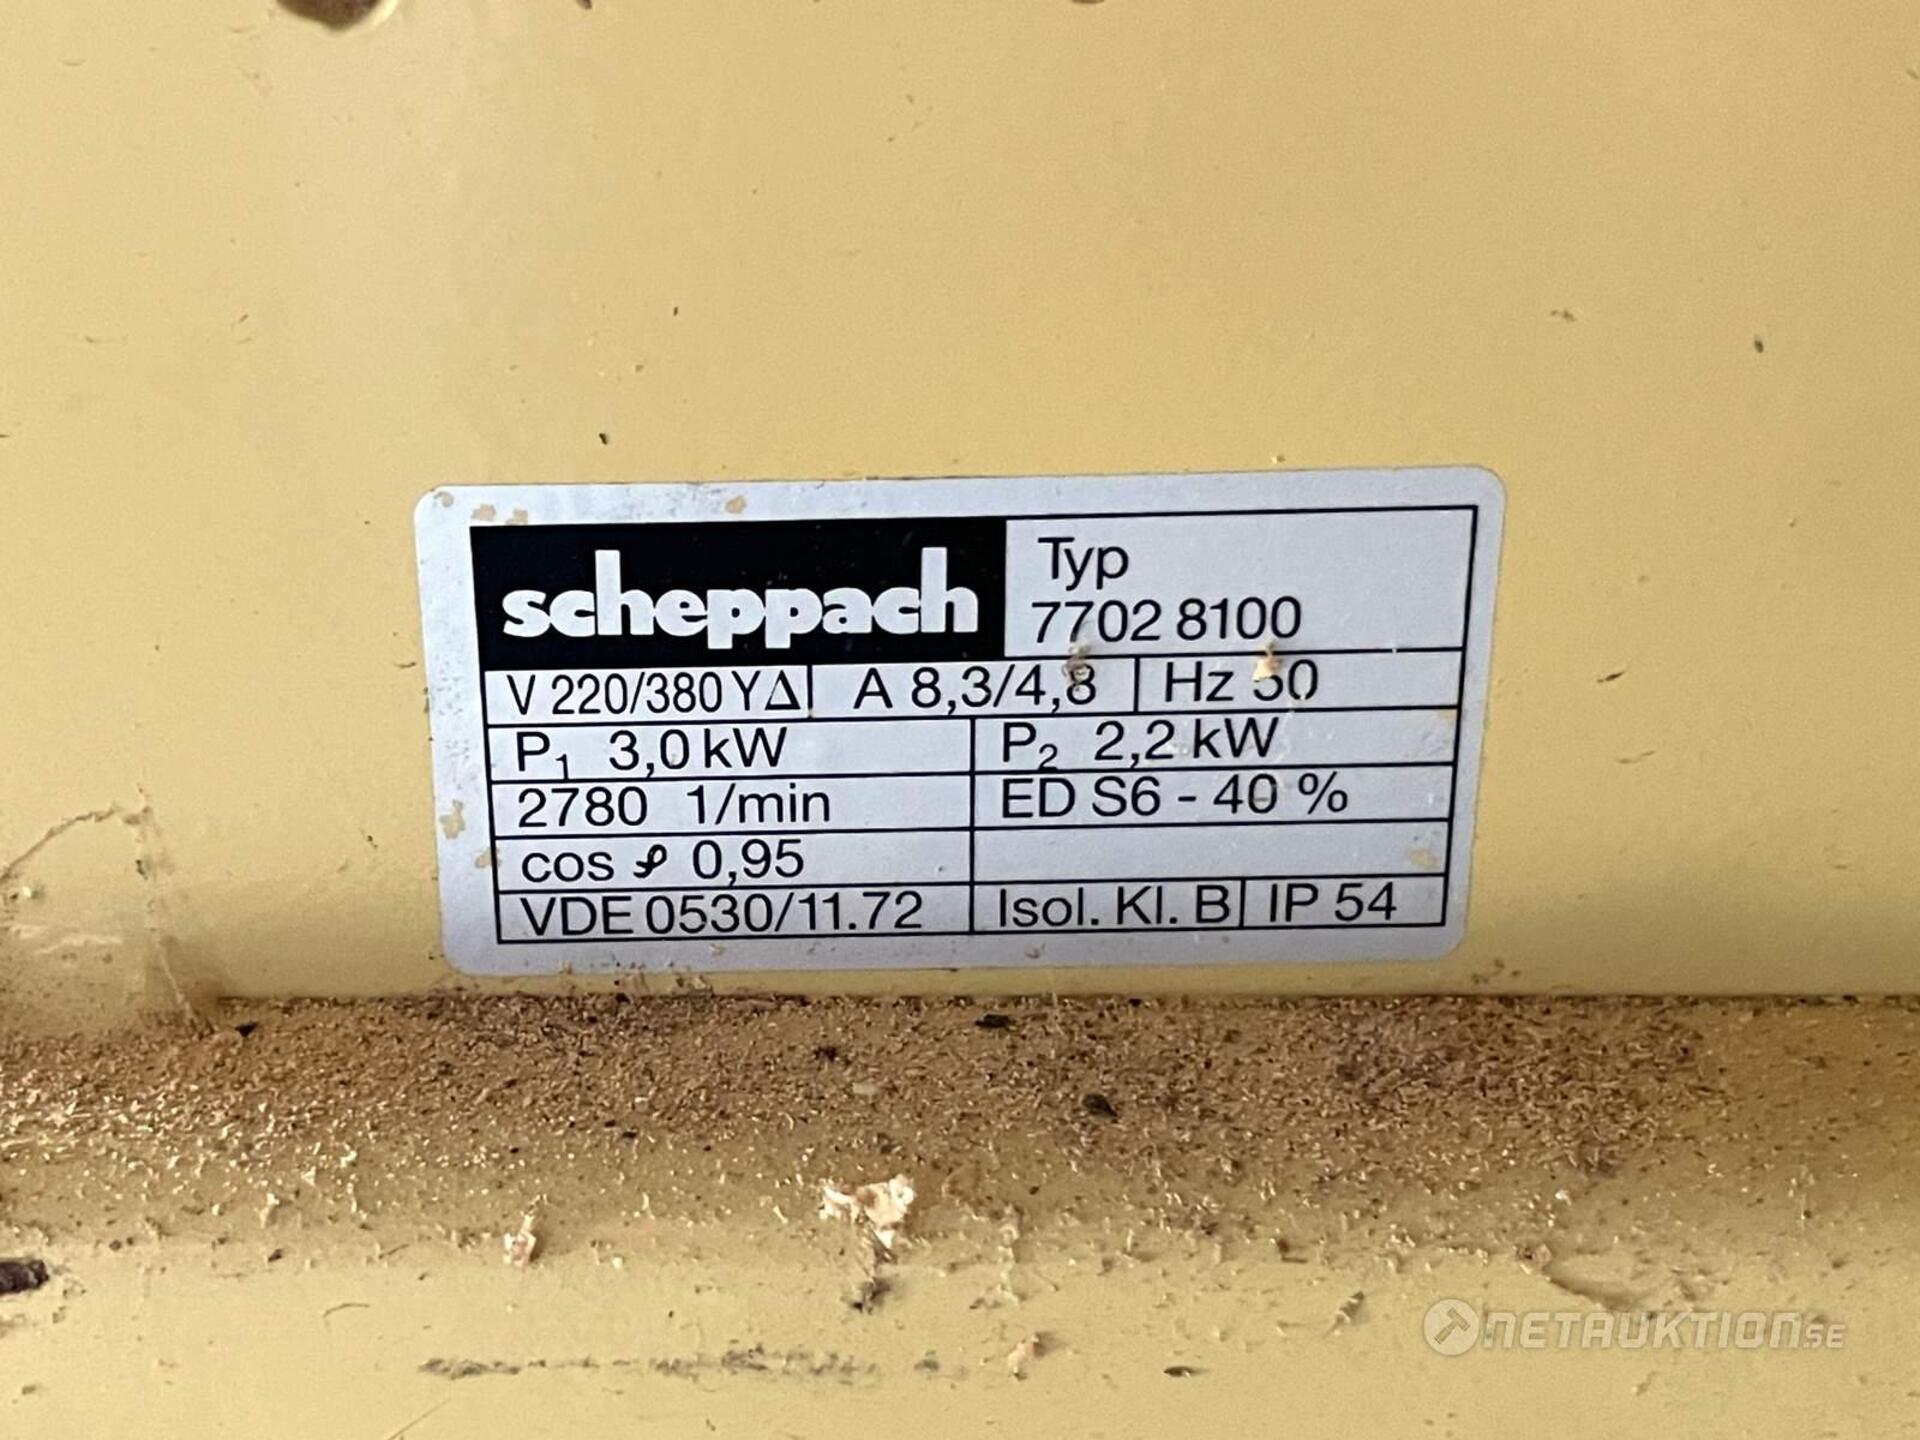 scheppach
Typ
7702 8100
V 220/380 YΔ A 8,3/4,8 Hz 50
P₁ 3,0 kW P₂ 2,2 kW
2780 1/min ED S6 - 40 %
cos φ 0,95
VDE 0530/11.72 Isol. Kl. B IP 54
NETAUKTION.SE